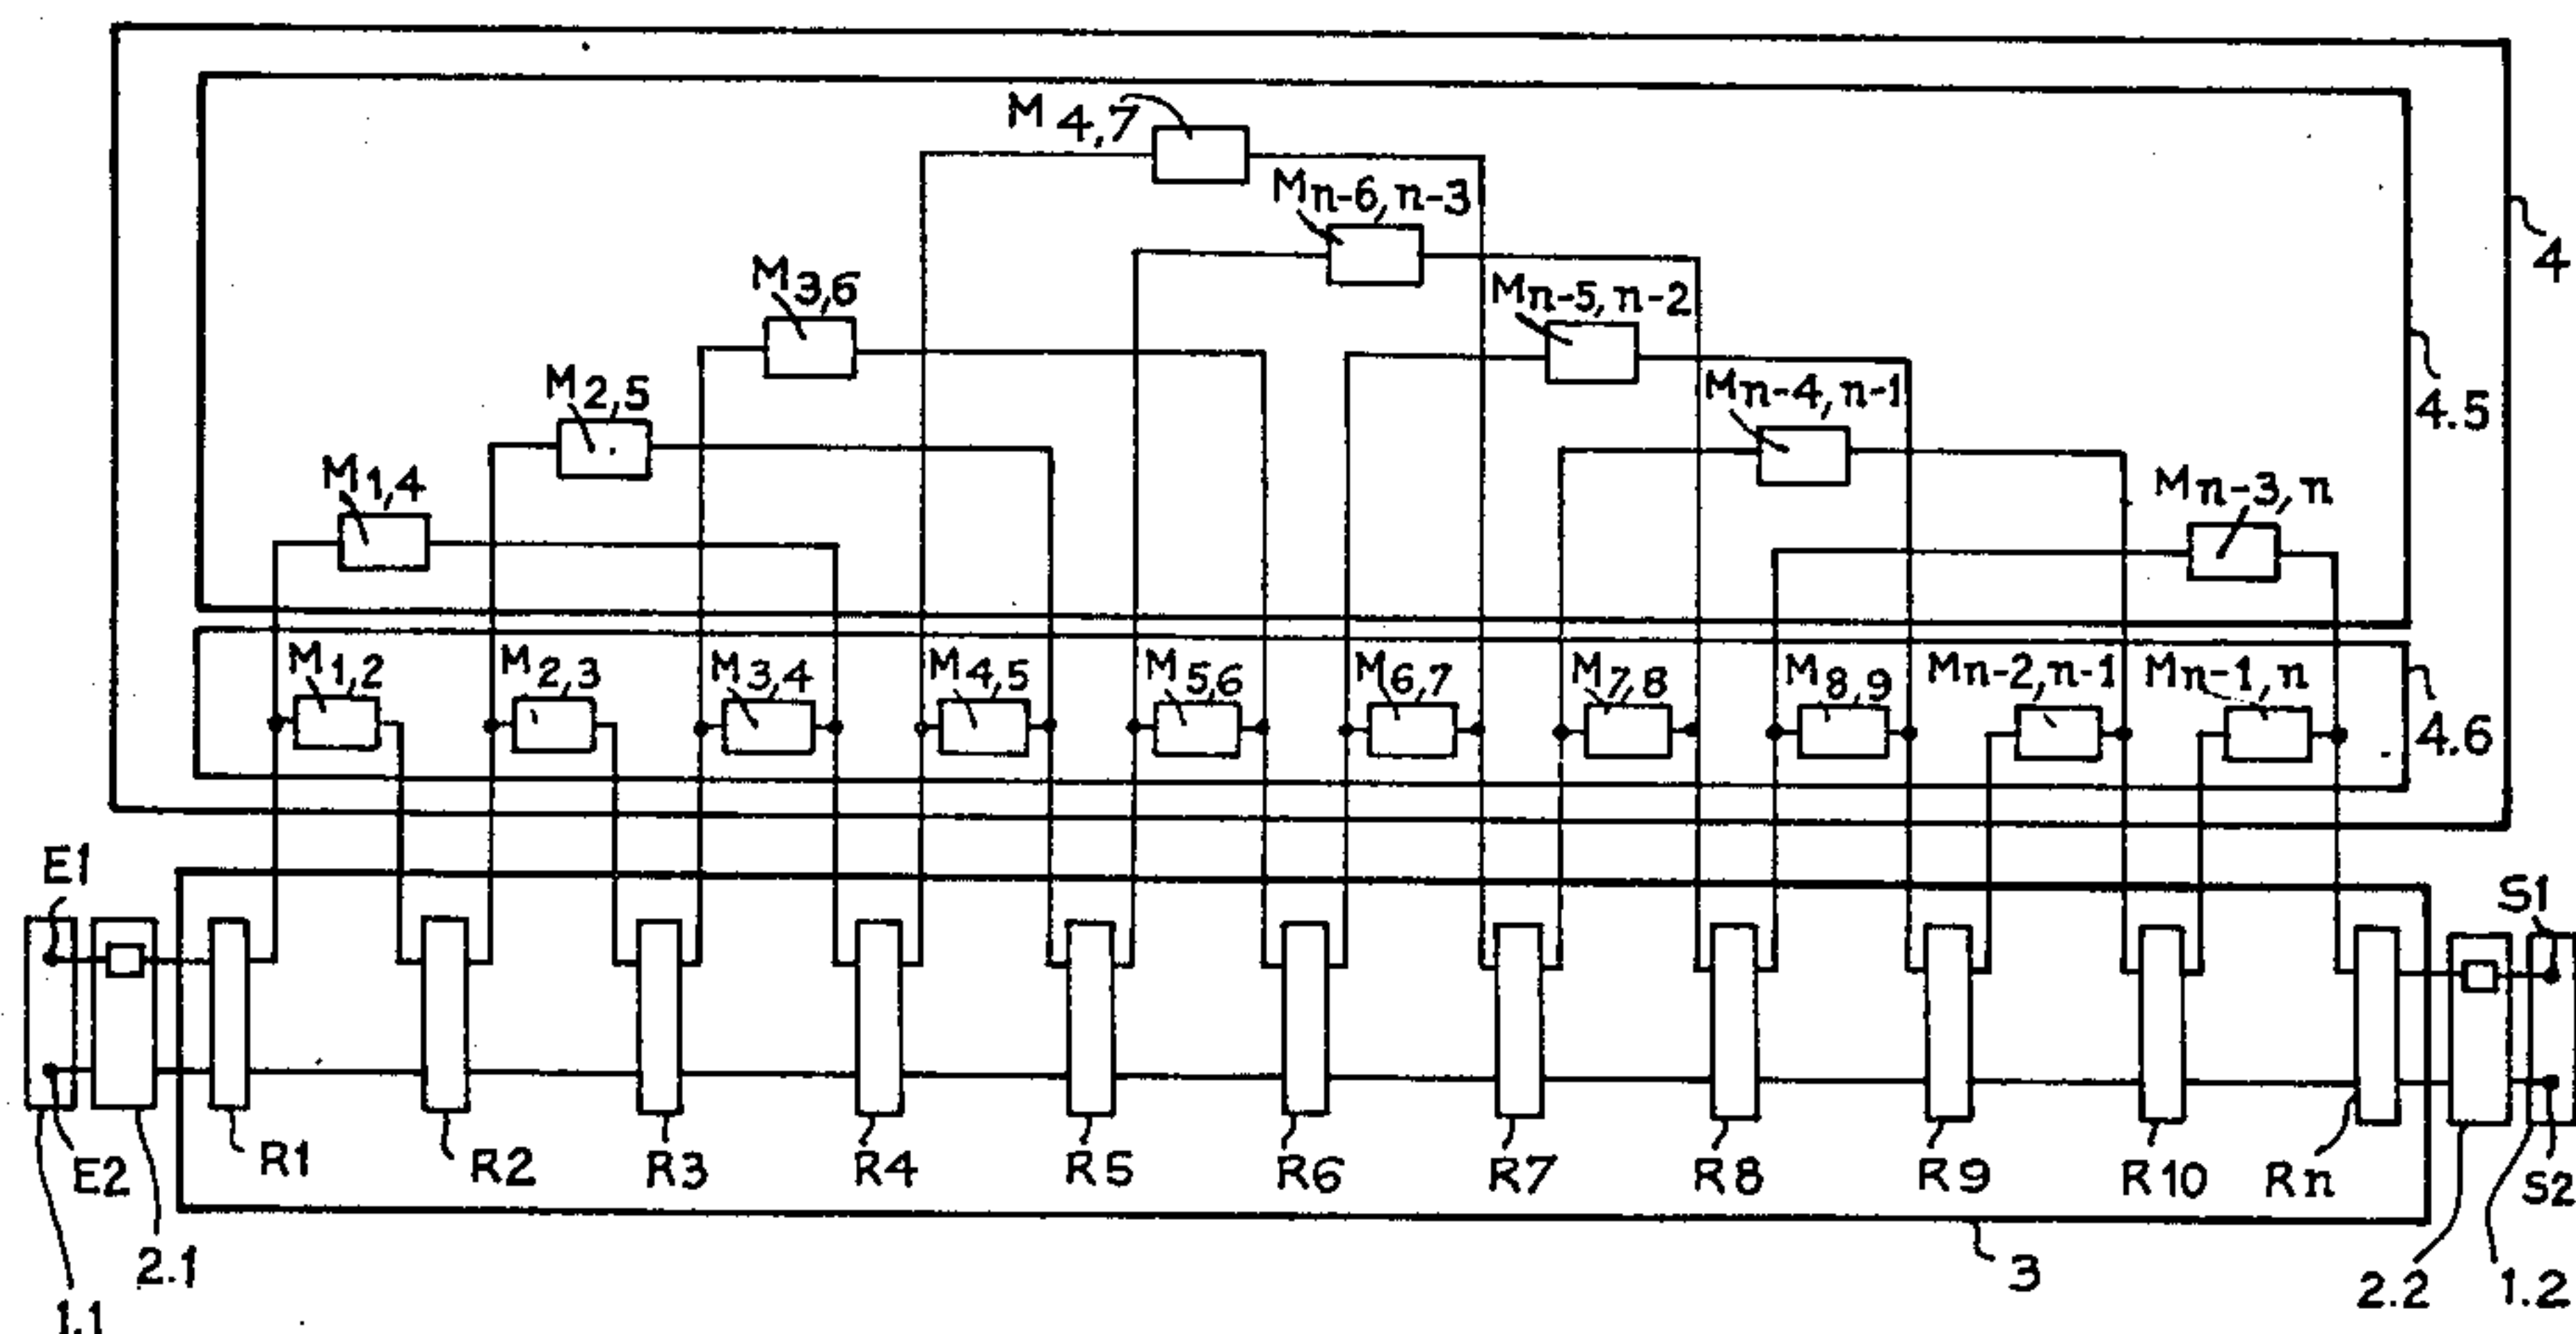 M4,7
Mn-6,n-3
4
M3,6
Mn-5,n-2
M2,5
Mn-4,n-1
4.5
M1,4
Mn-3,n
M1,2
M2,3
M3,4
M4,5
M5,6
M6,7
M7,8
M8,9
Mn-2,n-1
Mn-1,n
4.6
E1
S1
E2
R1
R2
R3
R4
R5
R6
R7
R8
R9
R10
Rn
S2
2.1
3
2.2
1.2
1.1